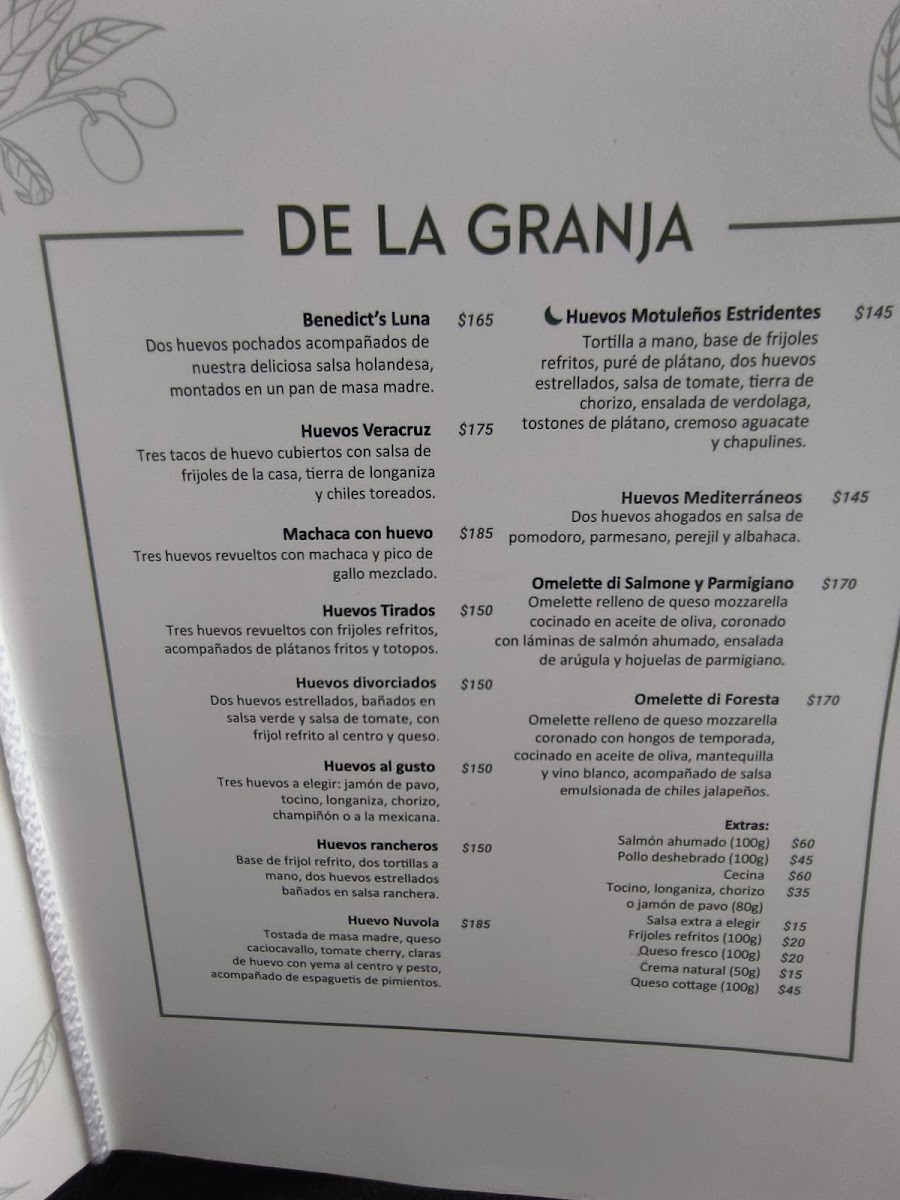 DE LA GRANJA
Benedict's Luna $165
Dos huevos pochados acompañados de
nuestra deliciosa salsa holandesa,
montados en un pan de masa madre.
Huevos Veracruz $175
Tres tacos de huevo cubiertos con salsa de
frijoles de la casa, tierra de longaniza
y chiles toreados.
Machaca con huevo $185
Tres huevos revueltos con machaca y pico de
gallo mezclado.
Huevos Tirados $150
Tres huevos revueltos con frijoles refritos,
acompañados de plátanos fritos y totopos.
Huevos divorciados $150
Dos huevos estrellados, bañados en
salsa verde y salsa de tomate, con
frijol refrito al centro y queso.
Huevos al gusto $150
Tres huevos a elegir: jamón de pavo,
tocino, longaniza, chorizo,
champiñón o a la mexicana.
Huevos rancheros $150
Base de frijol refrito, dos tortillas a
mano, dos huevos estrellados
bañados en salsa ranchera.
Huevo Nuvola $185
Tostada de masa madre, queso
caciocavallo, tomate cherry, claras
de huevo con yema al centro y pesto,
acompañado de espaguetis de pimientos.
Huevos Motuleños Estridentes $145
Tortilla a mano, base de frijoles
refritos, puré de plátano, dos huevos
estrellados, salsa de tomate, tierra de
chorizo, ensalada de verdolaga,
tostones de plátano, cremoso aguacate
y chapulines.
Huevos Mediterráneos $145
Dos huevos ahogados en salsa de
pomodoro, parmesano, perejil y albahaca.
Omelette di Salmone y Parmigiano $170
Omelette relleno de queso mozzarella
cocinado en aceite de oliva, coronado
con láminas de salmón ahumado, ensalada
de arúgula y hojuelas de parmigiano.
Omelette di Foresta $170
Omelette relleno de queso mozzarella
coronado con hongos de temporada,
cocinado en aceite de oliva, mantequilla
y vino blanco, acompañado de salsa
emulsionada de chiles jalapeños.
Extras:
Salmón ahumado (100g) $60
Pollo deshebrado (100g) $45
Cecina $60
Tocino, longaniza, chorizo $35
o jamón de pavo (80g)
Salsa extra a elegir $15
Frijoles refritos (100g) $20
Queso fresco (100g) $20
Crema natural (50g) $15
Queso cottage (100g) $45